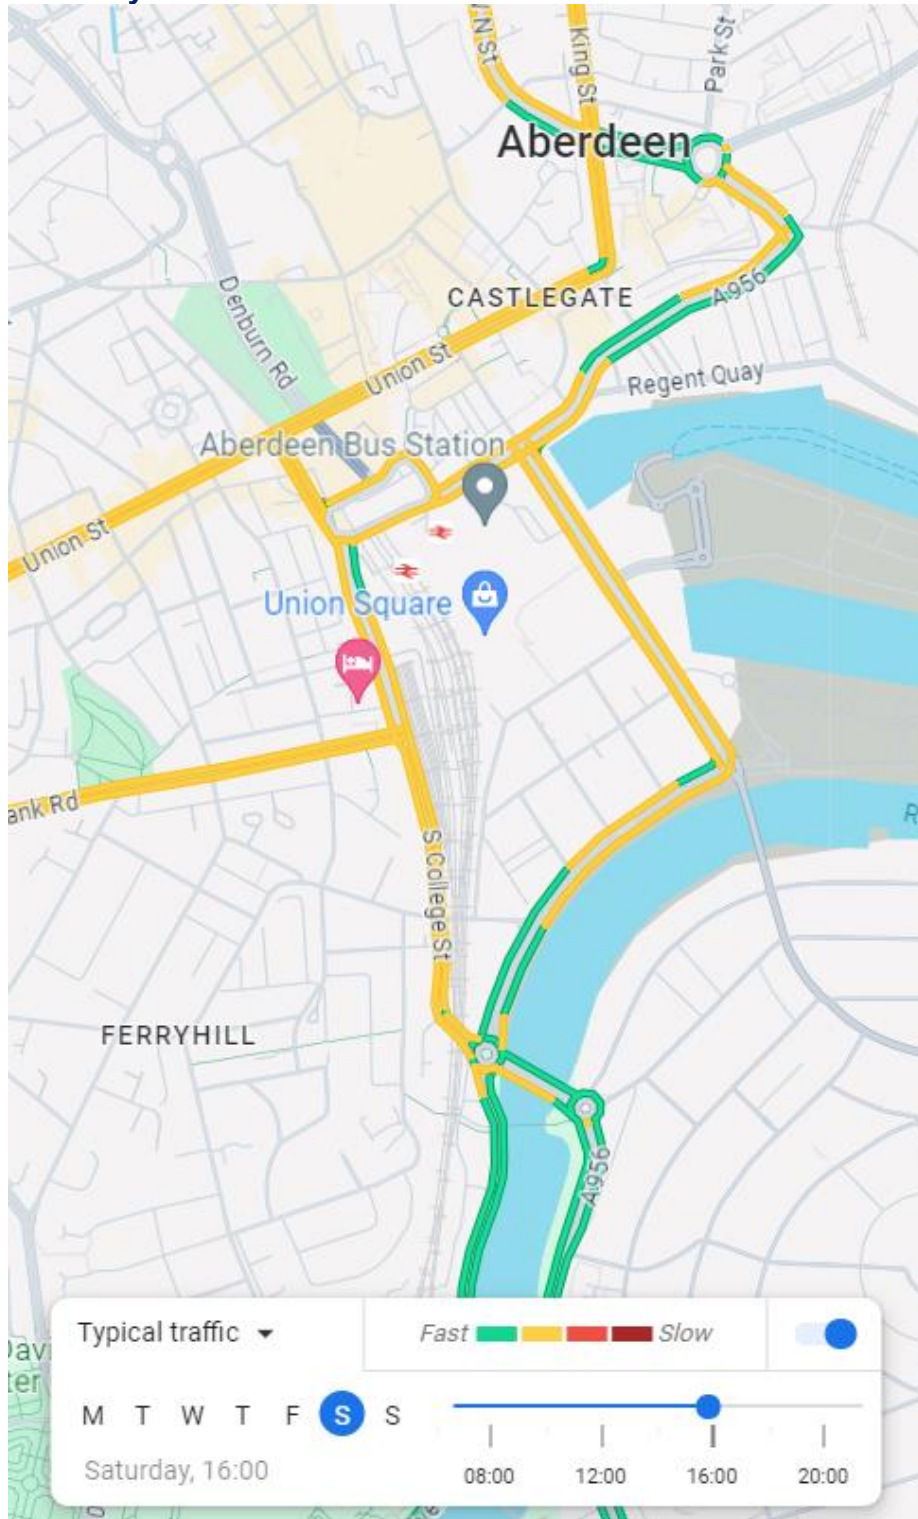 N St
King St
Park St
Aberdeen
CASTLEGATE
A956
Denburn Rd
Union St
Regent Quay
Aberdeen Bus Station
Union St
Union Square
ank Rd
S College St
R
FERRYHILL
A956
Typical traffic
Fast
Slow
Dav
er
M T W T F S S
Saturday, 16:00
08:00 12:00 16:00 20:00